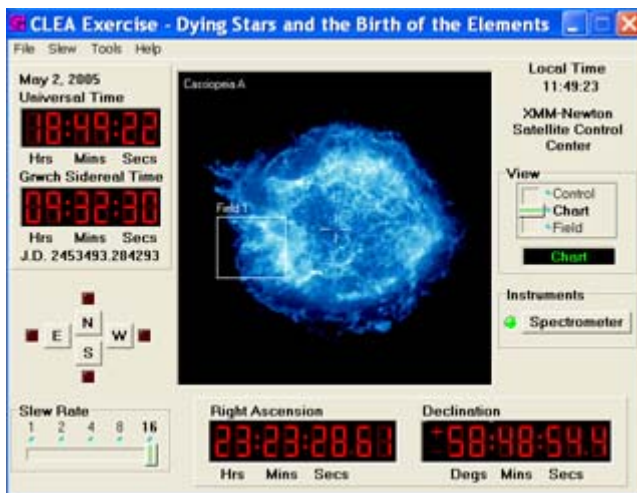 CLEA Exercise - Dying Stars and the Birth of the Elements
File Slew Tools Help
May 2, 2005
Universal Time
18:49:22
Hrs Mins Secs
Grwch Sidereal Time
09:32:30
Hrs Mins Secs
J.D. 2453493.284293
N
E W
S
Slew Rate
1 2 4 8 16
Cassiopeia A
Field 1
Local Time
11:49:23
XMM-Newton
Satellite Control
Center
View
Control
Chart
Field
Chart
Instruments
Spectrometer
Right Ascension
23:23:28.61
Hrs Mins Secs
Declination
+58:48:54.4
Degs Mins Secs